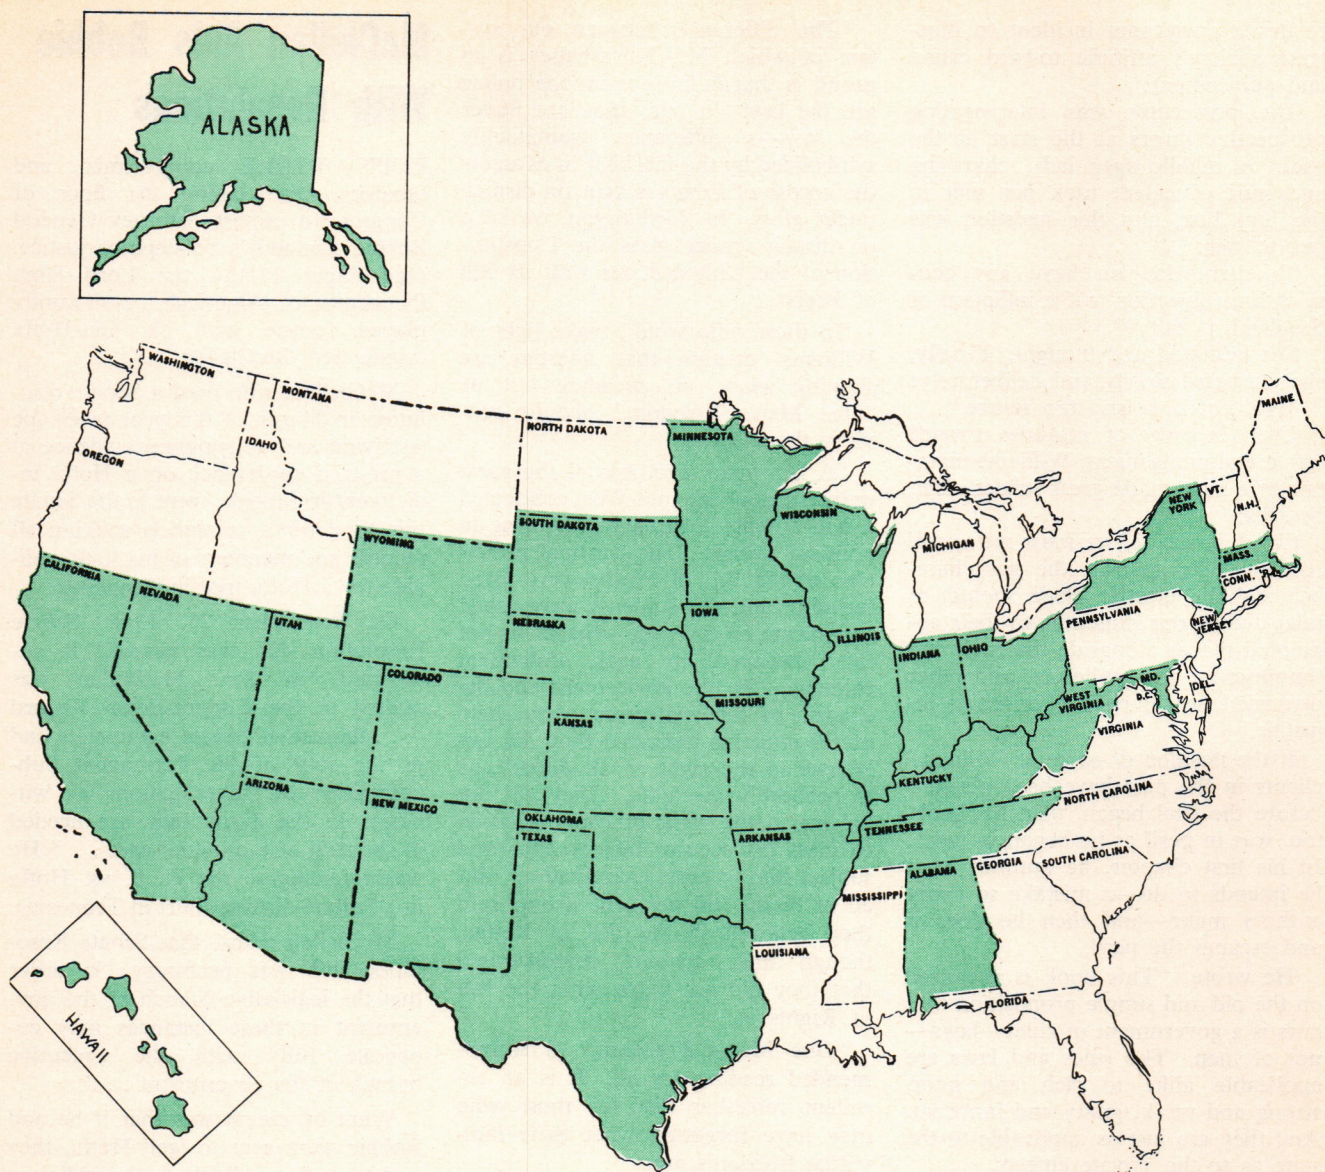 ALASKA
WASHINGTON
MONTANA
IDAHO
OREGON
NORTH DAKOTA
MINNESOTA
MAINE
SOUTH DAKOTA
WISCONSIN
NEW
YORK
VT.
N.H.
WYOMING
MICHIGAN
MASS.
CONN.
R.I.
CALIFORNIA
NEVADA
UTAH
IOWA
NEBRASKA
PENNSYLVANIA
NEW
JERSEY
ILLINOIS
INDIANA
OHIO
COLORADO
MD.
D.C.
DEL.
WEST
VIRGINIA
MISSOURI
KANSAS
VIRGINIA
KENTUCKY
ARIZONA
NEW MEXICO
OKLAHOMA
TEXAS
ARKANSAS
TENNESSEE
NORTH CAROLINA
SOUTH CAROLINA
GEORGIA
ALABAMA
MISSISSIPPI
LOUISIANA
FLORIDA
HAWAII